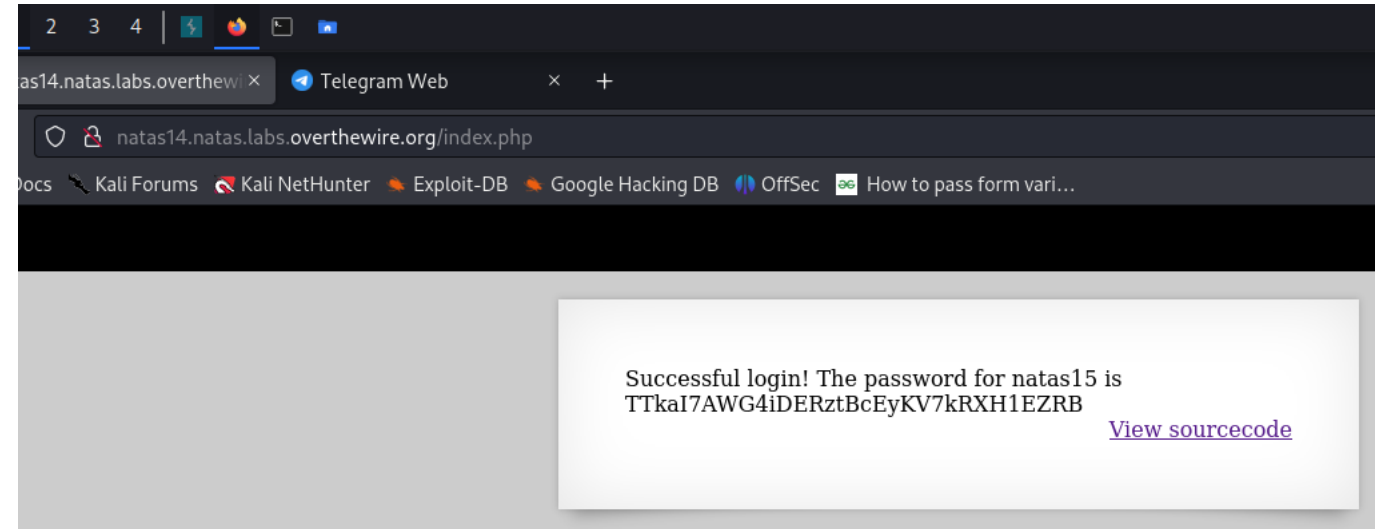 2 3 4
as14.natas.labs.overthewi
Telegram Web
natas14.natas.labs.overthewire.org/index.php
Docs Kali Forums Kali NetHunter Exploit-DB Google Hacking DB OffSec How to pass form vari…
Successful login! The password for natas15 is
TTkaI7AWG4iDERztBcEyKV7kRXH1EZRB
View sourcecode